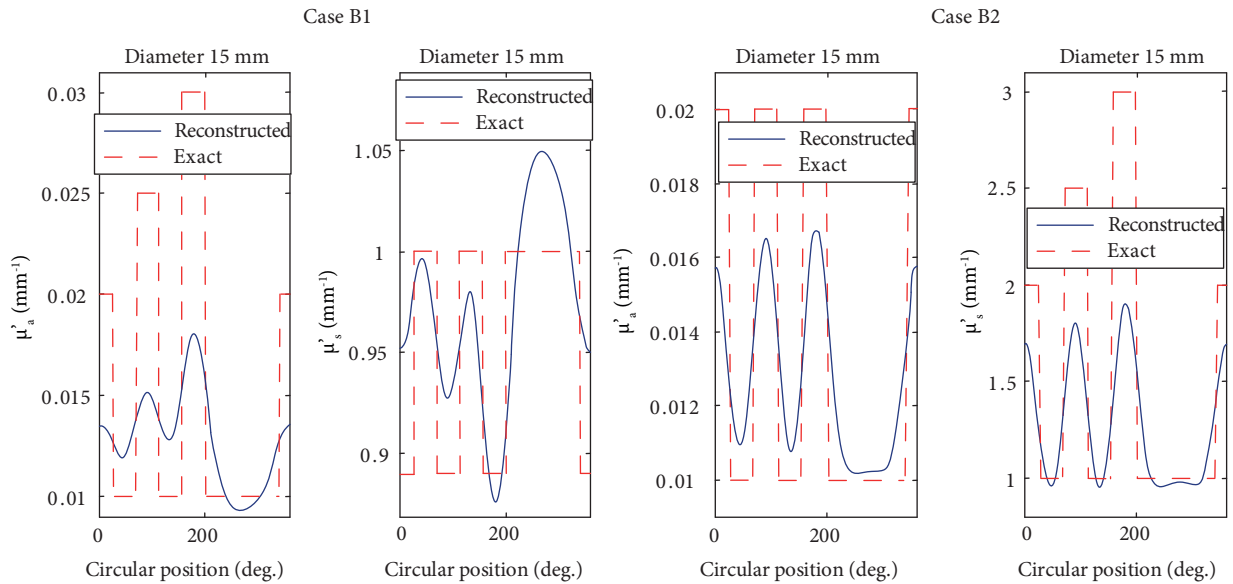 Case B1
Case B2
Diameter 15 mm
0.03
0.025
0.02
0.015
0.01
μ'a (mm-1)
Reconstructed
Exact
0
200
Circular position (deg.)
Diameter 15 mm
1.05
1
0.95
0.9
μ's (mm-1)
Reconstructed
Exact
0
200
Circular position (deg.)
Diameter 15 mm
0.02
0.018
0.016
0.014
0.012
0.01
μ'a (mm-1)
Reconstructed
Exact
0
200
Circular position (deg.)
Diameter 15 mm
3
2.5
2
1.5
1
μ's (mm-1)
Reconstructed
Exact
0
200
Circular position (deg.)